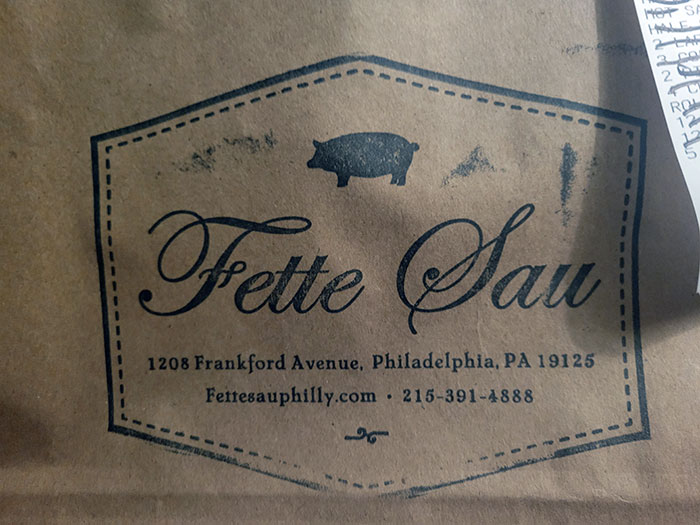 Fette Sau
1208 Frankford Avenue, Philadelphia, PA 19125
Fettesauphilly.com · 215-391-4888